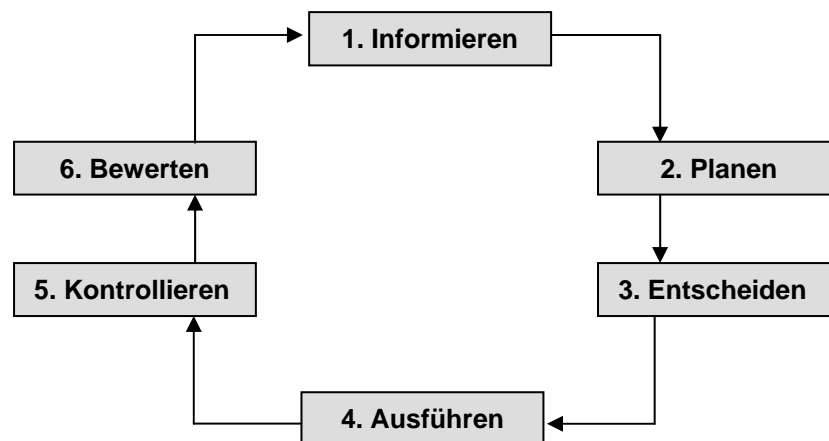 1. Informieren
2. Planen
3. Entscheiden
4. Ausführen
5. Kontrollieren
6. Bewerten